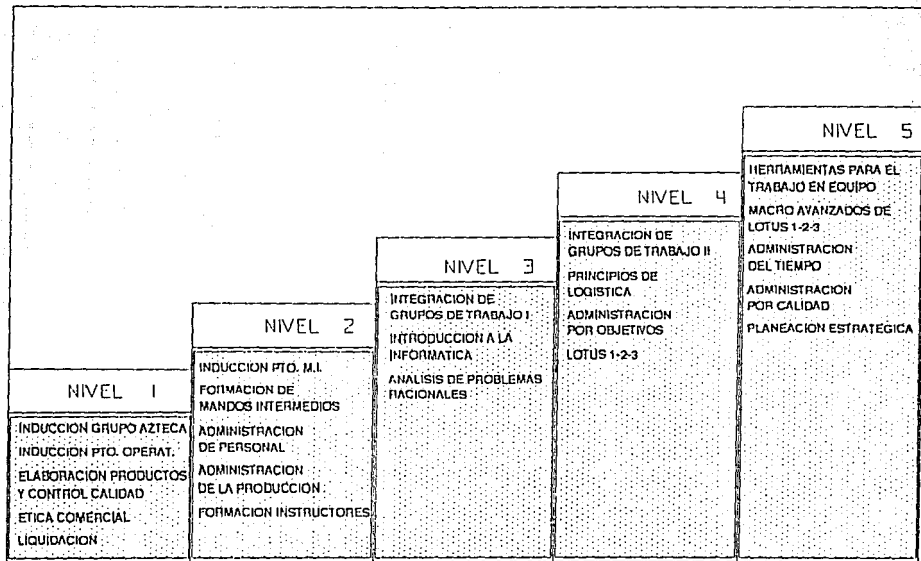 NIVEL 1
INDUCCION GRUPO AZTECA
INDUCCION PTO. OPERAT.
ELABORACION PRODUCTOS
Y CONTROL CALIDAD
ETICA COMERCIAL
LIQUIDACION
NIVEL 2
INDUCCION PTO. M.I.
FORMACION DE
MANDOS INTERMEDIOS
ADMINISTRACION
DE PERSONAL
ADMINISTRACION
DE LA PRODUCCION
FORMACION INSTRUCTORES
NIVEL 3
INTEGRACION DE
GRUPOS DE TRABAJO I
INTRODUCCION A LA
INFORMATICA
ANALISIS DE PROBLEMAS
RACIONALES
NIVEL 4
INTEGRACION DE
GRUPOS DE TRABAJO II
PRINCIPIOS DE
LOGISTICA
ADMINISTRACION
POR OBJETIVOS
LOTUS 1-2-3
NIVEL 5
HERRAMIENTAS PARA EL
TRABAJO EN EQUIPO
MACRO AVANZADOS DE
LOTUS 1-2-3
ADMINISTRACION
DEL TIEMPO
ADMINISTRACION
POR CALIDAD
PLANEACION ESTRATEGICA